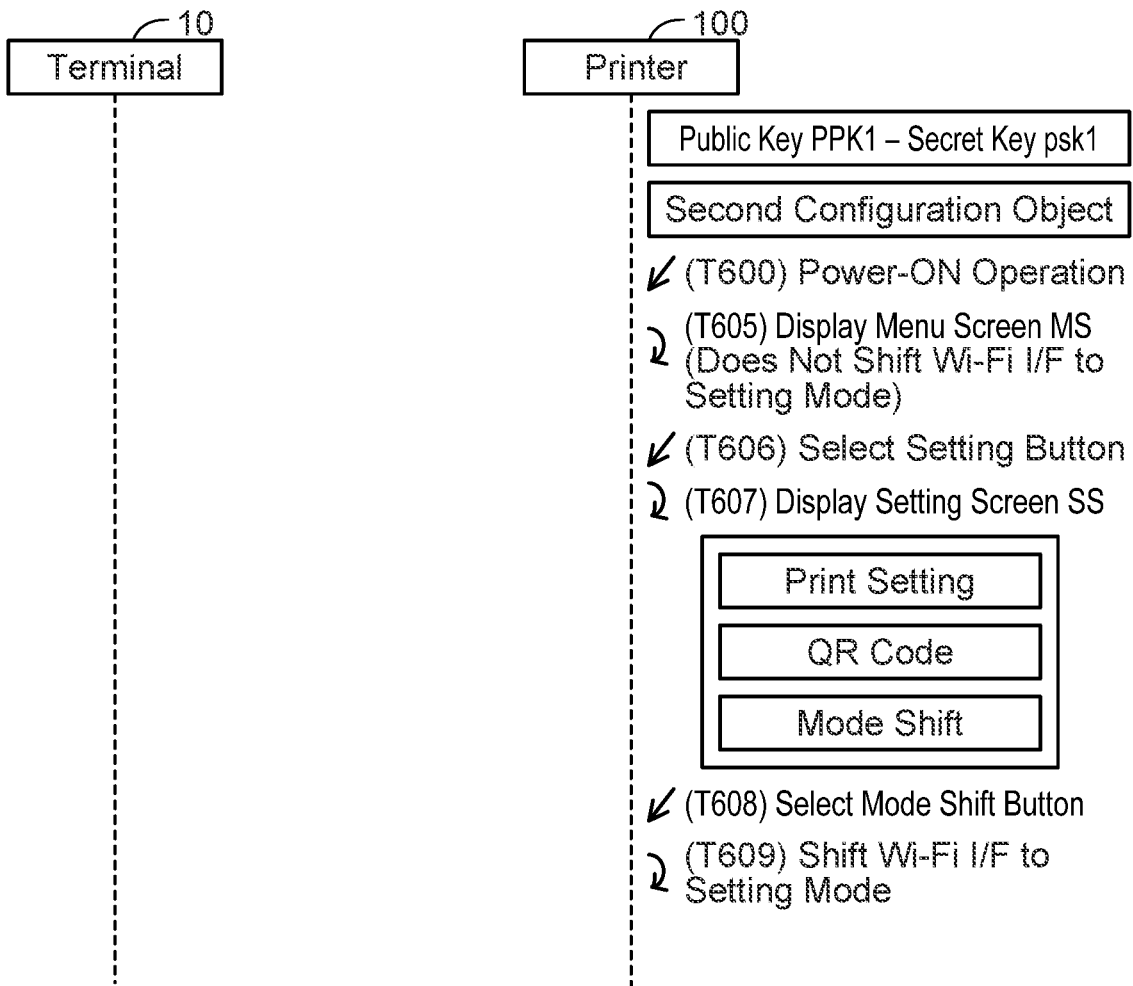 10
100
Terminal
Printer
Public Key PPK1 – Secret Key psk1
Second Configuration Object
(T600) Power-ON Operation
(T605) Display Menu Screen MS
(Does Not Shift Wi-Fi I/F to
Setting Mode)
(T606) Select Setting Button
(T607) Display Setting Screen SS
Print Setting
QR Code
Mode Shift
(T608) Select Mode Shift Button
(T609) Shift Wi-Fi I/F to
Setting Mode